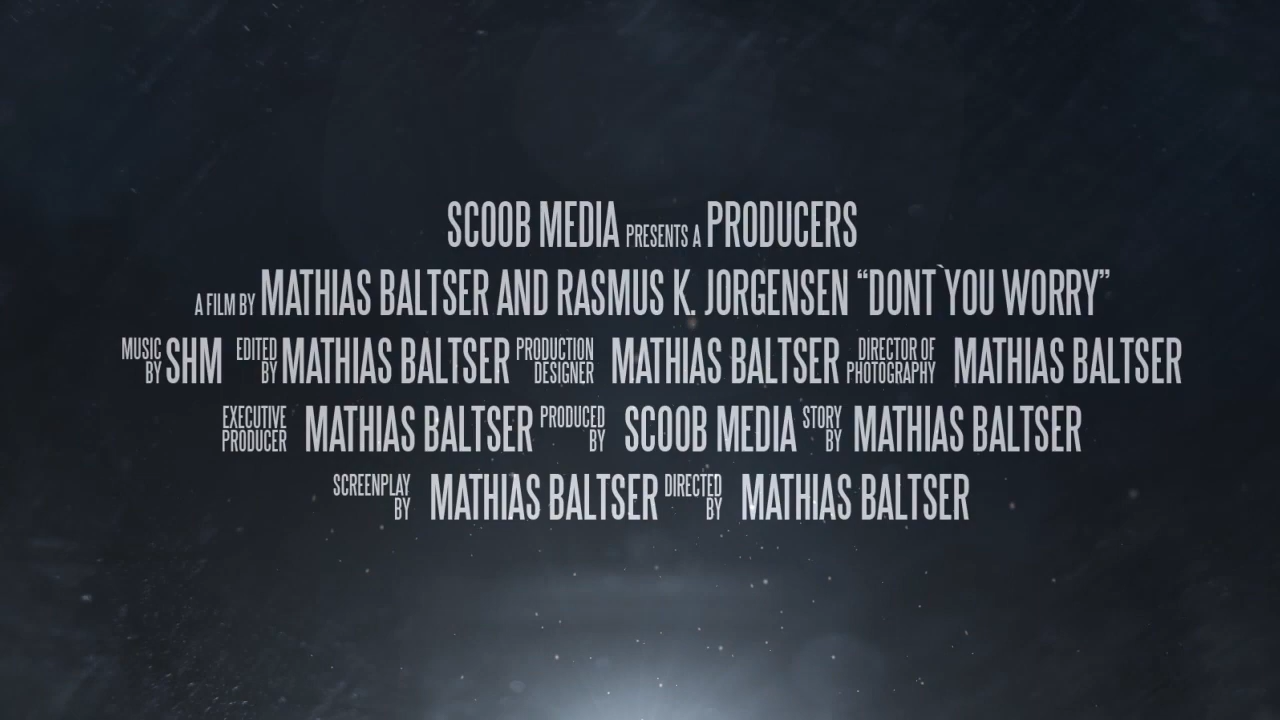 SCOOB MEDIA PRESENTS A PRODUCERS
A FILM BY MATHIAS BALTSER AND RASMUS K. JORGENSEN “DONT`YOU WORRY”
MUSIC BY SHM EDITED BY MATHIAS BALTSER PRODUCTION DESIGNER MATHIAS BALTSER DIRECTOR OF PHOTOGRAPHY MATHIAS BALTSER
EXECUTIVE PRODUCER MATHIAS BALTSER PRODUCED BY SCOOB MEDIA STORY BY MATHIAS BALTSER
SCREENPLAY BY MATHIAS BALTSER DIRECTED BY MATHIAS BALTSER